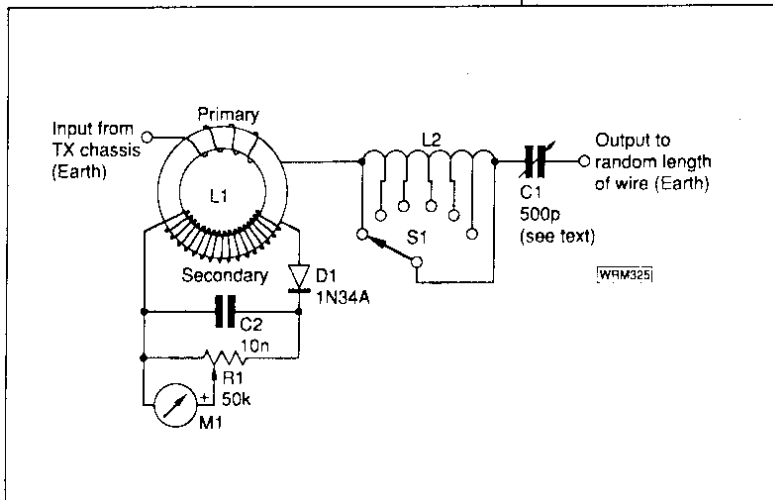 Primary
Input from
TX chassis
(Earth)
L1
L2
Output to
random length
of wire (Earth)
C1
500p
(see text)
S1
WRM325
Secondary
D1
1N34A
C2
10n
R1
50k
+
M1